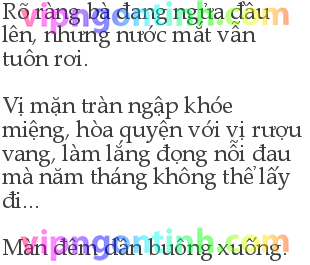 Rõ ràng bà đang ngửa đầu
vipngontinh.com
lên, nhưng nước mắt vẫn
tuôn rơi.
Vị mặn tràn ngập khóe
miệng, hòa quyện với vị rượu
vang, làm lắng đọng nỗi đau
mà năm tháng không thể lấy
đi...
Màn đêm dần buông xuống.
vipngontinh.com